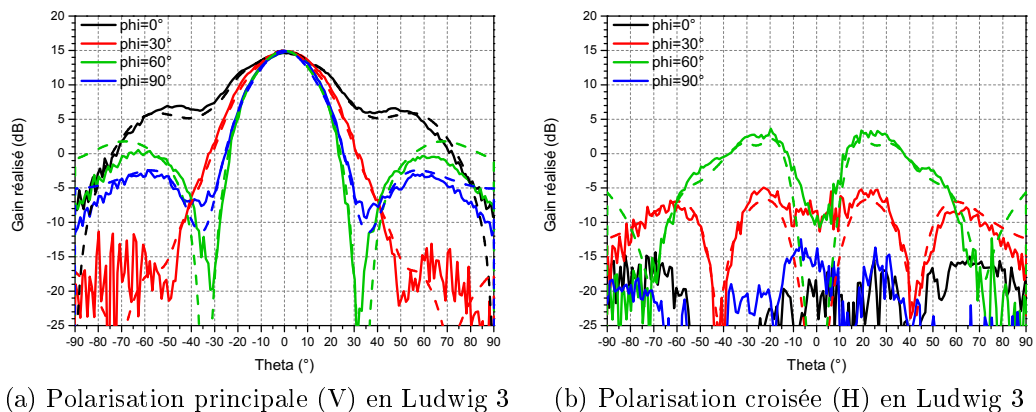 phi=0°
phi=30°
phi=60°
phi=90°
20
15
10
5
0
-5
-10
-15
-20
-25
-90 -80 -70 -60 -50 -40 -30 -20 -10 0 10 20 30 40 50 60 70 80 90
Gain réalisé (dB)
Theta (°)
(a) Polarisation principale (V) en Ludwig 3
phi=0°
phi=30°
phi=60°
phi=90°
20
15
10
5
0
-5
-10
-15
-20
-25
-90 -80 -70 -60 -50 -40 -30 -20 -10 0 10 20 30 40 50 60 70 80 90
Gain réalisé (dB)
Theta (°)
(b) Polarisation croisée (H) en Ludwig 3